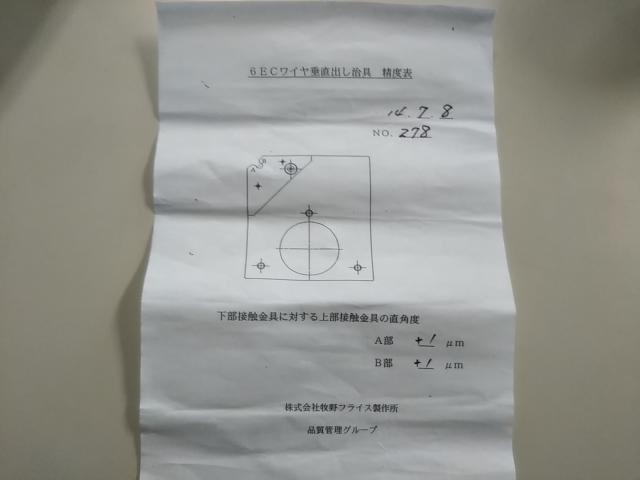 6ECワイヤ垂直出し治具 精度表
14. 7. 8
NO. 278
A B
下部接触金具に対する上部接触金具の直角度
A部 +1 μm
B部 +1 μm
株式会社牧野フライス製作所
品質管理グループ